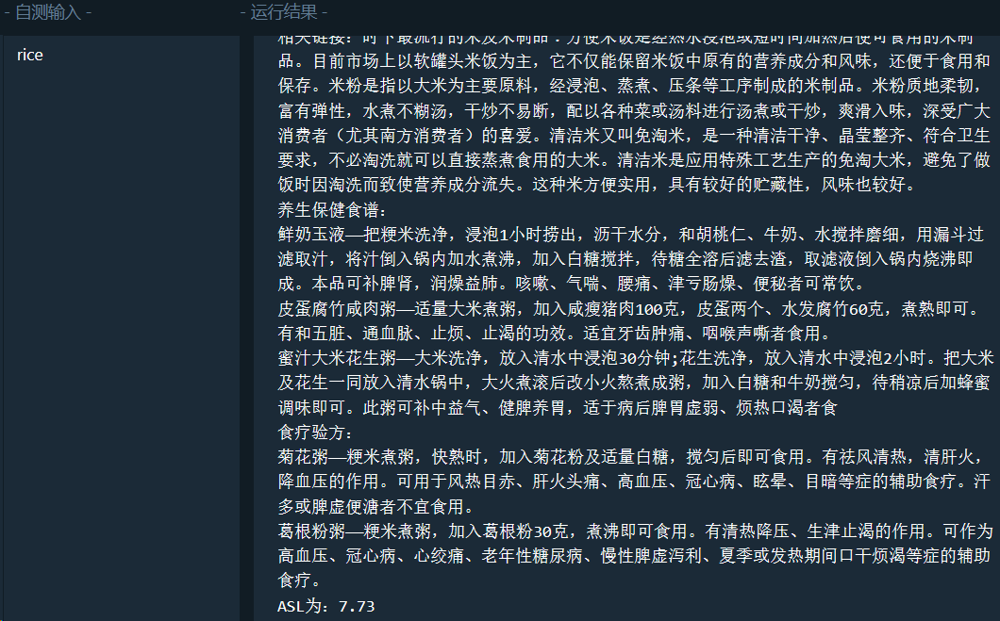 - 自测输入 -
- 运行结果 -
rice
相关链接：时下最流行的米及米制品：方便米饭是经热水浸泡或短时间加热后便可食用的米制
品。目前市场上以软罐头米饭为主，它不仅能保留米饭中原有的营养成分和风味，还便于食用和
保存。米粉是指以大米为主要原料，经浸泡、蒸煮、压条等工序制成的米制品。米粉质地柔韧，
富有弹性，水煮不糊汤，干炒不易断，配以各种菜或汤料进行汤煮或干炒，爽滑入味，深受广大
消费者（尤其南方消费者）的喜爱。清洁米又叫免淘米，是一种清洁干净、晶莹整齐、符合卫生
要求，不必淘洗就可以直接蒸煮食用的大米。清洁米是应用特殊工艺生产的免淘大米，避免了做
饭时因淘洗而致使营养成分流失。这种米方便实用，具有较好的贮藏性，风味也较好。
养生保健食谱：
鲜奶玉液——把粳米洗净，浸泡1小时捞出，沥干水分，和胡桃仁、牛奶、水搅拌磨细，用漏斗过
滤取汁，将汁倒入锅内加水煮沸，加入白糖搅拌，待糖全溶后滤去渣，取滤液倒入锅内烧沸即
成。本品可补脾肾，润燥益肺。咳嗽、气喘、腰痛、津亏肠燥、便秘者可常饮。
皮蛋腐竹咸肉粥——适量大米煮粥，加入咸瘦猪肉100克，皮蛋两个、水发腐竹60克，煮熟即可。
有和五脏、通血脉、止烦、止渴的功效。适宜牙齿肿痛、咽喉声嘶者食用。
蜜汁大米花生粥——大米洗净，放入清水中浸泡30分钟;花生洗净，放入清水中浸泡2小时。把大米
及花生一同放入清水锅中，大火煮滚后改小火熬煮成粥，加入白糖和牛奶搅匀，待稍凉后加蜂蜜
调味即可。此粥可补中益气、健脾养胃，适于病后脾胃虚弱、烦热口渴者食
食疗验方：
菊花粥——粳米煮粥，快熟时，加入菊花粉及适量白糖，搅匀后即可食用。有祛风清热，清肝火，
降血压的作用。可用于风热目赤、肝火头痛、高血压、冠心病、眩晕、目暗等症的辅助食疗。汗
多或脾虚便溏者不宜食用。
葛根粉粥——粳米煮粥，加入葛根粉30克，煮沸即可食用。有清热降压、生津止渴的作用。可作为
高血压、冠心病、心绞痛、老年性糖尿病、慢性脾虚泻利、夏季或发热期间口干烦渴等症的辅助
食疗。
ASL为：7.73